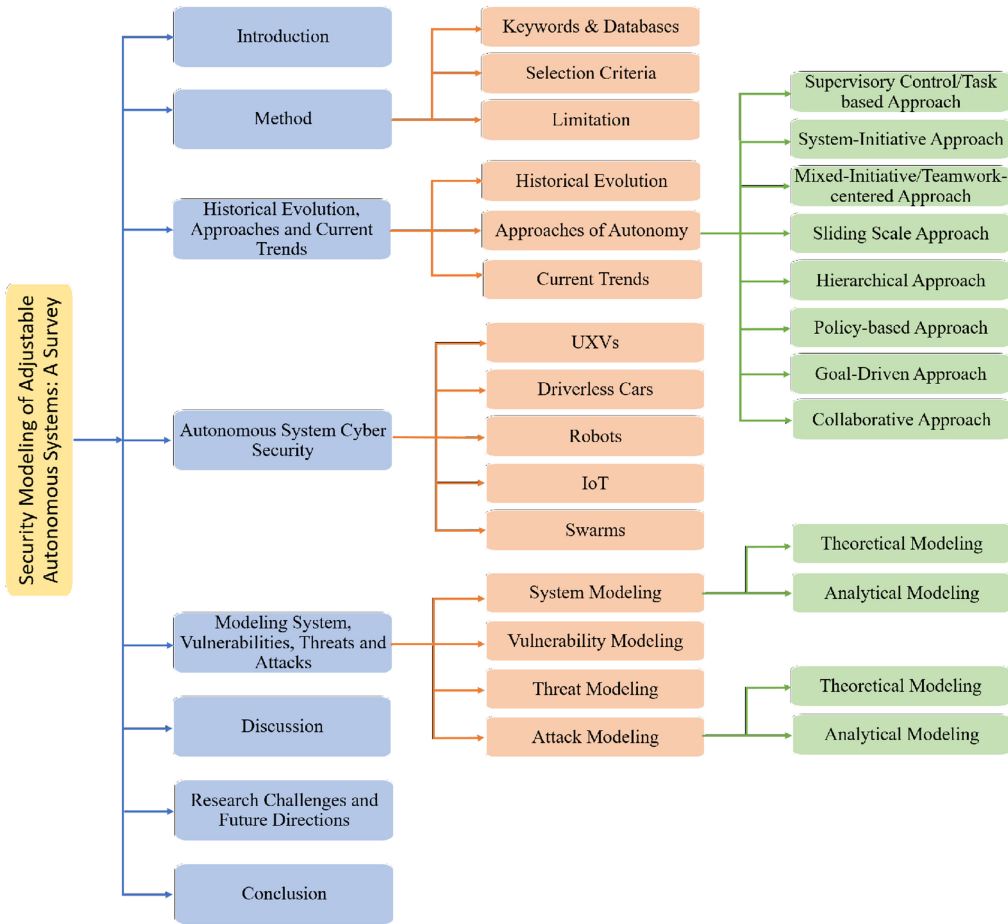 Security Modeling of Adjustable
Autonomous Systems: A Survey
Introduction
Method
Keywords & Databases
Selection Criteria
Limitation
Historical Evolution,
Approaches and Current
Trends
Historical Evolution
Approaches of Autonomy
Current Trends
Supervisory Control/Task
based Approach
System-Initiative Approach
Mixed-Initiative/Teamwork-
centered Approach
Sliding Scale Approach
Hierarchical Approach
Policy-based Approach
Goal-Driven Approach
Collaborative Approach
Autonomous System Cyber
Security
UXVs
Driverless Cars
Robots
IoT
Swarms
Modeling System,
Vulnerabilities, Threats and
Attacks
System Modeling
Theoretical Modeling
Analytical Modeling
Vulnerability Modeling
Threat Modeling
Attack Modeling
Theoretical Modeling
Analytical Modeling
Discussion
Research Challenges and
Future Directions
Conclusion